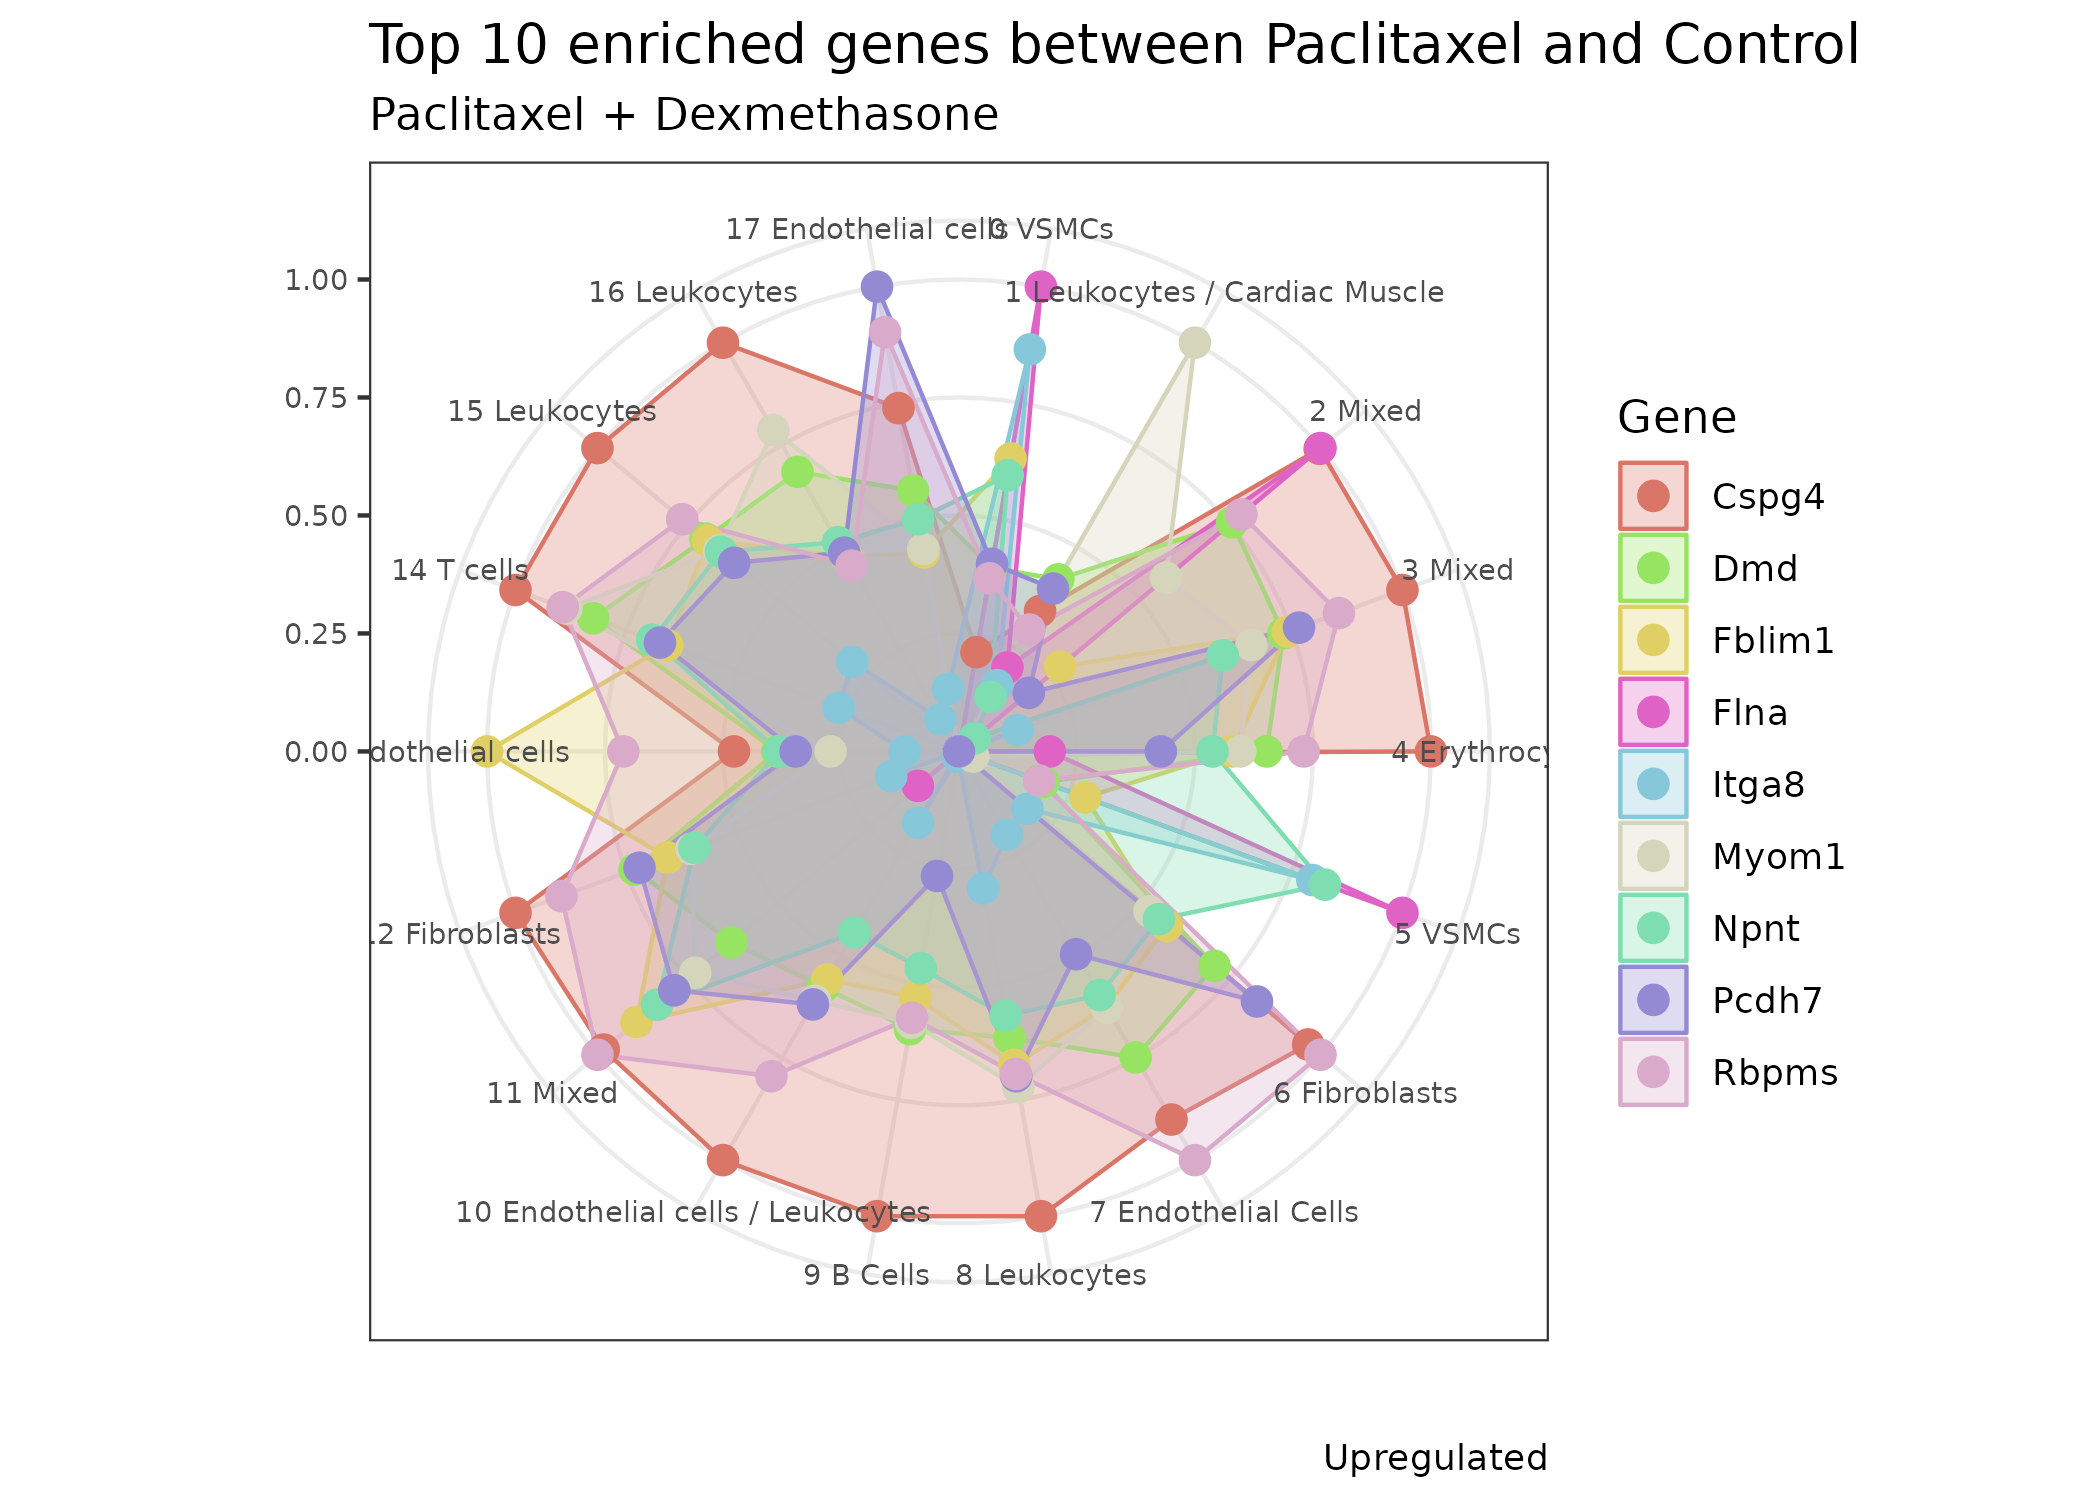 Top 10 enriched genes between Paclitaxel and Control
Paclitaxel + Dexmethasone
17 Endothelial cells
0 VSMCs
16 Leukocytes
1 Leukocytes / Cardiac Muscle
15 Leukocytes
2 Mixed
14 T cells
3 Mixed
dothelial cells
4 Erythrocy
12 Fibroblasts
5 VSMCs
11 Mixed
6 Fibroblasts
10 Endothelial cells / Leukocytes
7 Endothelial Cells
9 B Cells
8 Leukocytes
1.00
0.75
0.50
0.25
0.00
Gene
Cspg4
Dmd
Fblim1
Flna
Itga8
Myom1
Npnt
Pcdh7
Rbpms
Upregulated